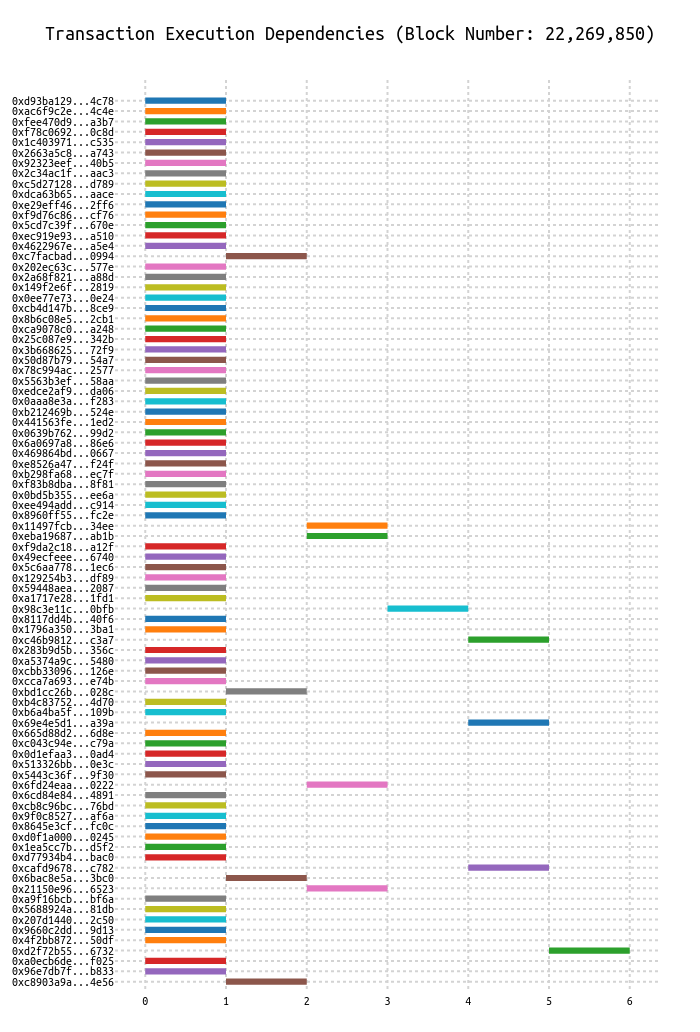 Transaction Execution Dependencies (Block Number: 22,269,850)
0xd93ba129...4c78
0xac6f9c2e...4c4e
0xfee470d9...a3b7
0xf78c0692...0c8d
0x1c403971...c535
0x2663a5c8...a743
0x92323eef...40b5
0x2c34ac1f...aac3
0xc5d27128...d789
0xdca63b65...aace
0xe29eff46...2ff6
0xf9d76c86...cf76
0x5cd7c39f...670e
0xec919e93...a510
0x4622967e...a5e4
0xc7facbad...0994
0x202ec63c...577e
0x2a68f821...a88d
0x149f2e6f...2819
0x0ee77e73...0e24
0xcb4d147b...8ce9
0x8b6c08e5...2cb1
0xca9078c0...a248
0x25c087e9...342b
0x3b668625...72f9
0x50d87b79...54a7
0x78c994ac...2577
0x5563b3ef...58aa
0xedce2af9...da06
0x0aaa8e3a...f283
0xb212469b...524e
0x441563fe...1ed2
0x0639b762...99d2
0x6a0697a8...86e6
0x469864bd...0667
0xe8526a47...f24f
0xb298fa68...ec7f
0xf83b8dba...8f81
0x0bd5b355...ee6a
0xee494add...c914
0x8960ff55...fc2e
0x11497fcb...34ee
0xeba19687...ab1b
0xf9da2c18...a12f
0x49ecfeee...6740
0x5c6aa778...1ec6
0x129254b3...df89
0x59448aea...2087
0xa1717e28...1fd1
0x98c3e11c...0bfb
0x8117dd4b...40f6
0x1796a350...3ba1
0xc46b9812...c3a7
0x283b9d5b...356c
0xa5374a9c...5480
0xcbb33096...126e
0xcca7a693...e74b
0xbd1cc26b...028c
0xb4c83752...4d70
0xb6a4ba5f...109b
0x69e4e5d1...a39a
0x665d88d2...6d8e
0xc043c94e...c79a
0x0d1efaa3...0ad4
0x513326bb...0e3c
0x5443c36f...9f30
0x6fd24eaa...0222
0x6cd84e84...4891
0xcb8c96bc...76bd
0x9f0c8527...af6a
0x8645e3cf...fc0c
0xd0f1a000...0245
0x1ea5cc7b...d5f2
0xd77934b4...bac0
0xcafd9678...c782
0x6bac8e5a...3bc0
0x21150e96...6523
0xa9f16bcb...bf6a
0x5688924a...81db
0x207d1440...2c50
0x9660c2dd...9d13
0x4f2bb872...50df
0xd2f72b55...6732
0xa0ecb6de...f025
0x96e7db7f...b833
0xc8903a9a...4e56
0 1 2 3 4 5 6